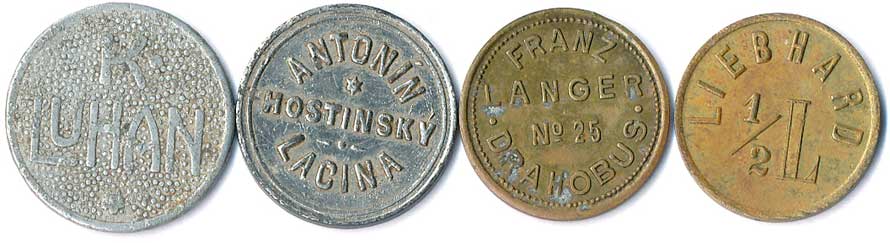 K.
LUHAN
ANTONÍN
HOSTINSKÝ
LACINA
FRANZ
LANGER
No 25
DRAHOBUS.
LIEBHARD
1/2 L